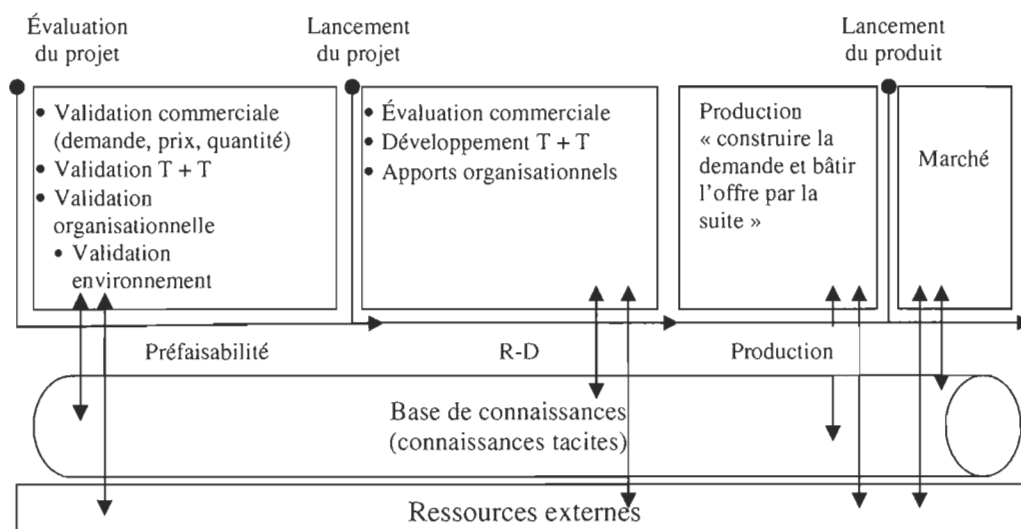 Évaluation
du projet
Lancement
du projet
Lancement
du produit
• Validation commerciale
(demande, prix, quantité)
• Validation T + T
• Validation
organisationnelle
• Validation
environnement
• Évaluation commerciale
• Développement T + T
• Apports organisationnels
Production
« construire la
demande et bâtir
l'offre par la
suite »
Marché
Préfaisabilité
R-D
Production
Base de connaissances
(connaissances tacites)
Ressources externes